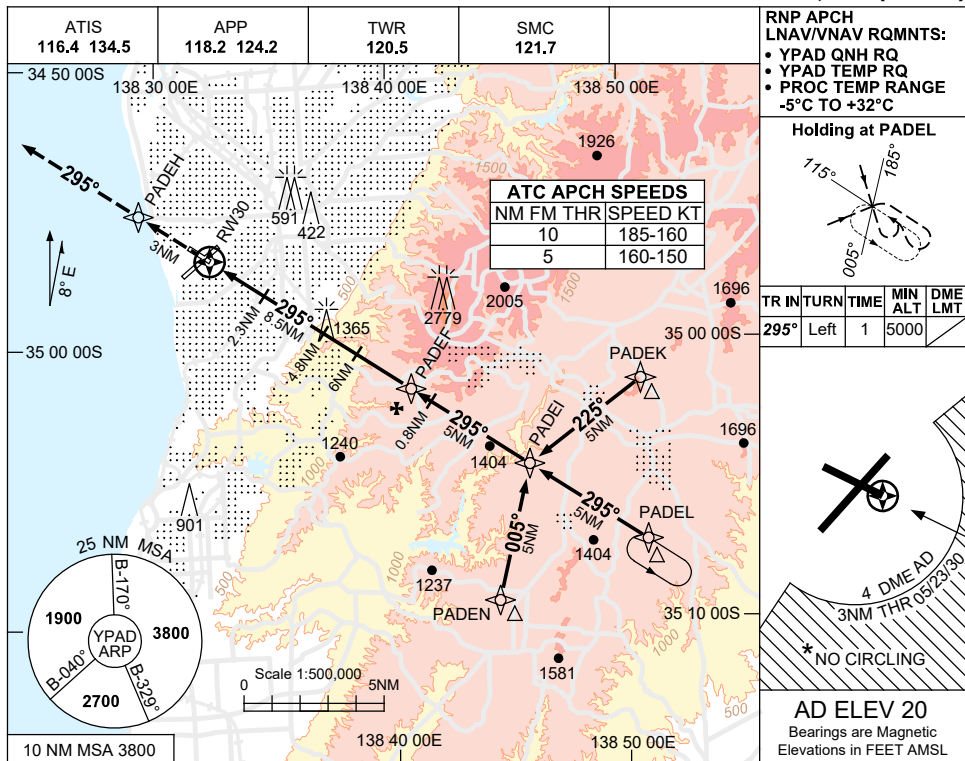 ATIS
116.4 134.5
APP
118.2 124.2
TWR
120.5
SMC
121.7
RNP APCH
LNAV/VNAV RQMNTS:
• YPAD QNH RQ
• YPAD TEMP RQ
• PROC TEMP RANGE
-5°C TO +32°C
34 50 00S
138 30 00E
138 40 00E
138 50 00E
Holding at PADEL
115°
185°
005°
TR IN TURN TIME MIN ALT DME LMT
295° Left 1 5000
1926
1500
ATC APCH SPEEDS
NM FM THR SPEED KT
10 185-160
5 160-150
295°
PADEH
3NM
RW30
591
422
8° E
500
2005
2779
1500
1696
295°
8.5NM
2.3NM
1365
4.8NM
6NM
PADEF
35 00 00S
35 00 00S
PADEK
225°
5NM
PADEI
295°
5NM
0.8NM
1404
1240
1000
1696
901
295°
5NM
PADEL
005°
5NM
1404
1000
500
1237
PADEN
35 10 00S
1581
1000
500
25 NM MSA
B-170°
1900
YPAD
ARP
3800
B-040°
B-329°
2700
Scale 1:500,000
0 5NM
10 NM MSA 3800
138 40 00E
138 50 00E
4 DME AD
3NM THR 05/23/30
* NO CIRCLING
AD ELEV 20
Bearings are Magnetic
Elevations in FEET AMSL